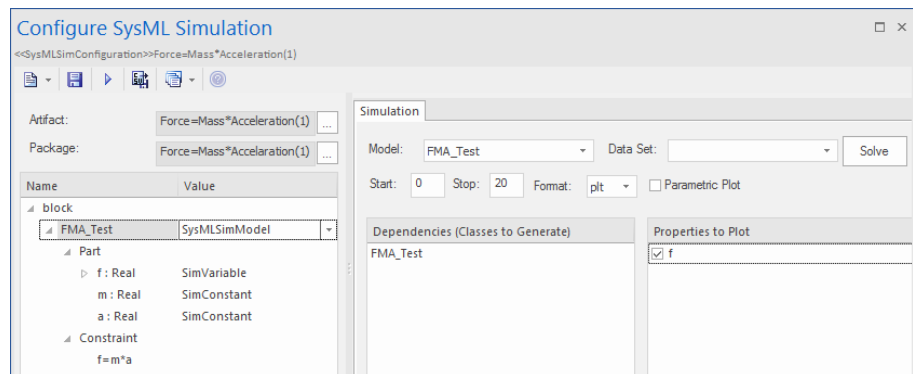 Configure SysML Simulation
<<SysMLSimConfiguration>>Force=Mass*Acceleration(1)
Artifact: Force=Mass*Acceleration(1) ...
Package: Force=Mass*Accelaration(1) ...
Name Value
block
FMA_Test SysMLSimModel
Part
f : Real SimVariable
m : Real SimConstant
a : Real SimConstant
Constraint
f=m*a
Simulation
Model: FMA_Test Data Set: Solve
Start: 0 Stop: 20 Format: plt Parametric Plot
Dependencies (Classes to Generate) Properties to Plot
FMA_Test f